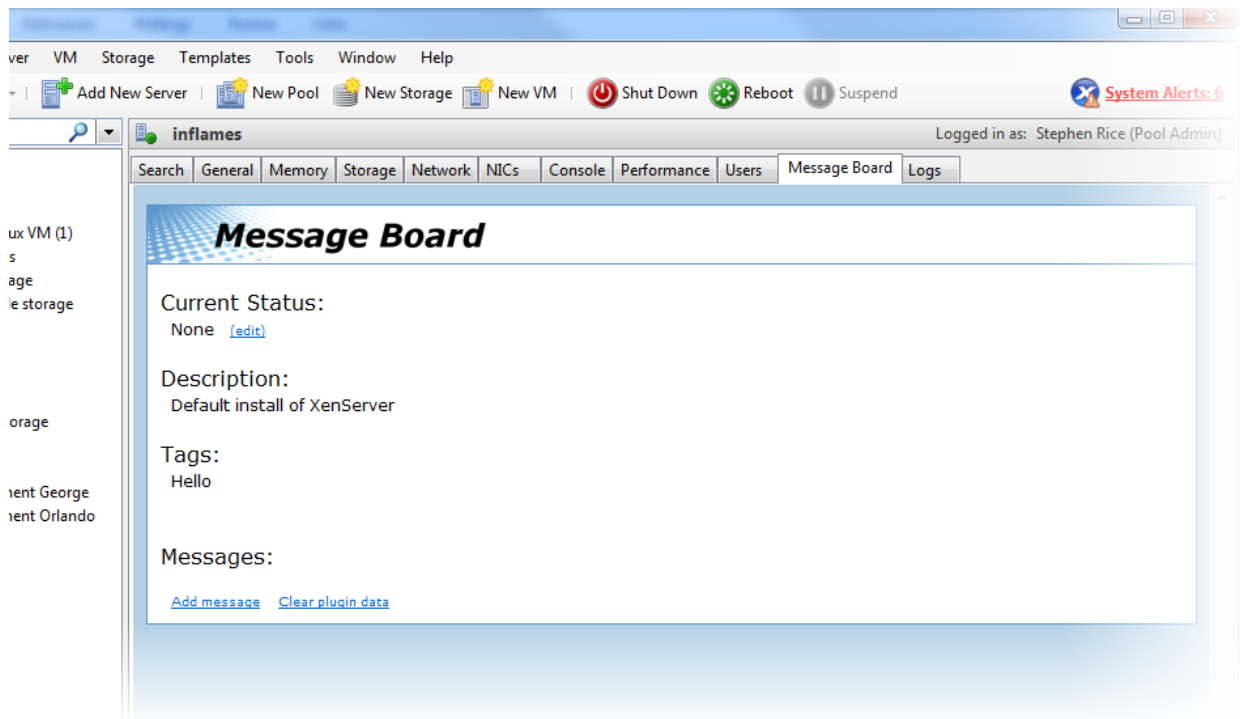 ver VM Storage Templates Tools Window Help
Add New Server New Pool New Storage New VM Shut Down Reboot Suspend System Alerts: 6
inflames Logged in as: Stephen Rice (Pool Admin)
Search General Memory Storage Network NICs Console Performance Users Message Board Logs
Message Board
ux VM (1)
s
age
le storage
Current Status:
None (edit)
Description:
Default install of XenServer
orage
Tags:
Hello
nent George
nent Orlando
Messages:
Add message Clear plugin data